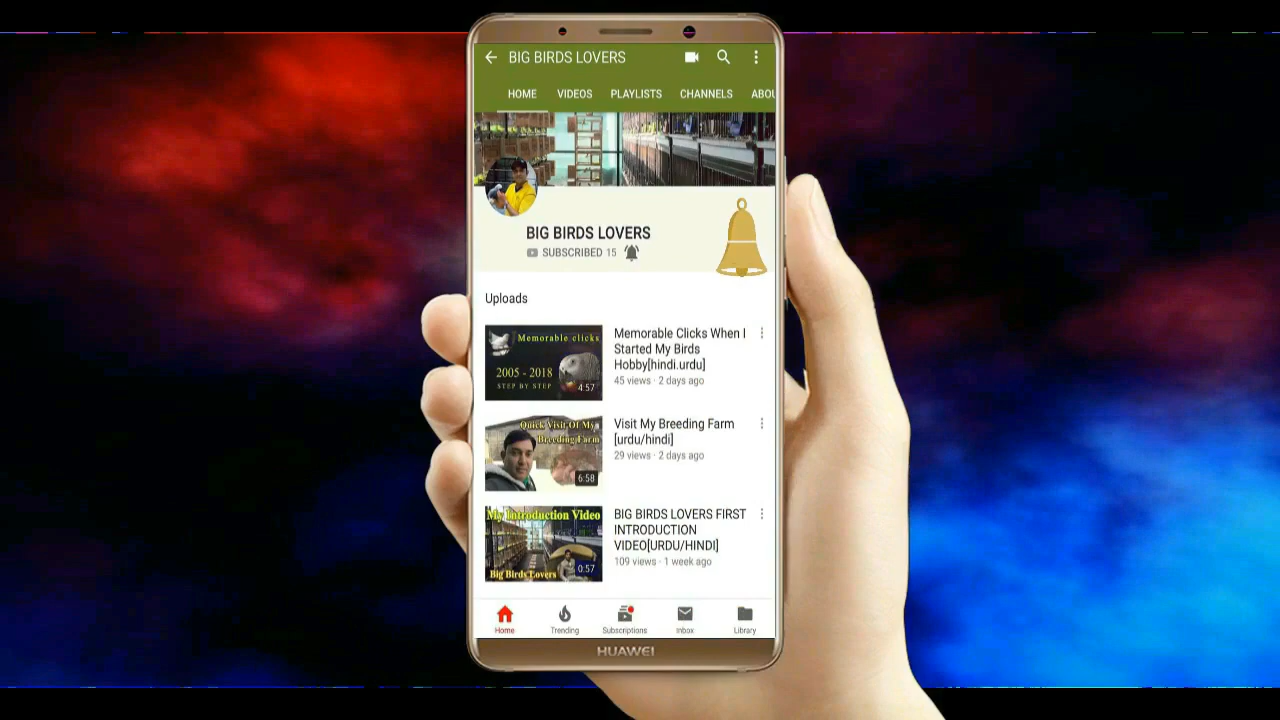 BIG BIRDS LOVERS
HOME VIDEOS PLAYLISTS CHANNELS ABOU
BIG BIRDS LOVERS
SUBSCRIBED 15
Uploads
Memorable clicks
2005 - 2018
STEP BY STEP
4:57
Memorable Clicks When I
Started My Birds
Hobby[hindi.urdu]
45 views · 2 days ago
Quick Visit Of My
Breeding Farm
6:58
Visit My Breeding Farm
[urdu/hindi]
29 views · 2 days ago
My Introduction Video
0:57
Big Birds Lovers
BIG BIRDS LOVERS FIRST
INTRODUCTION
VIDEO[URDU/HINDI]
109 views · 1 week ago
Home Trending Subscriptions Inbox Library
HUAWEI